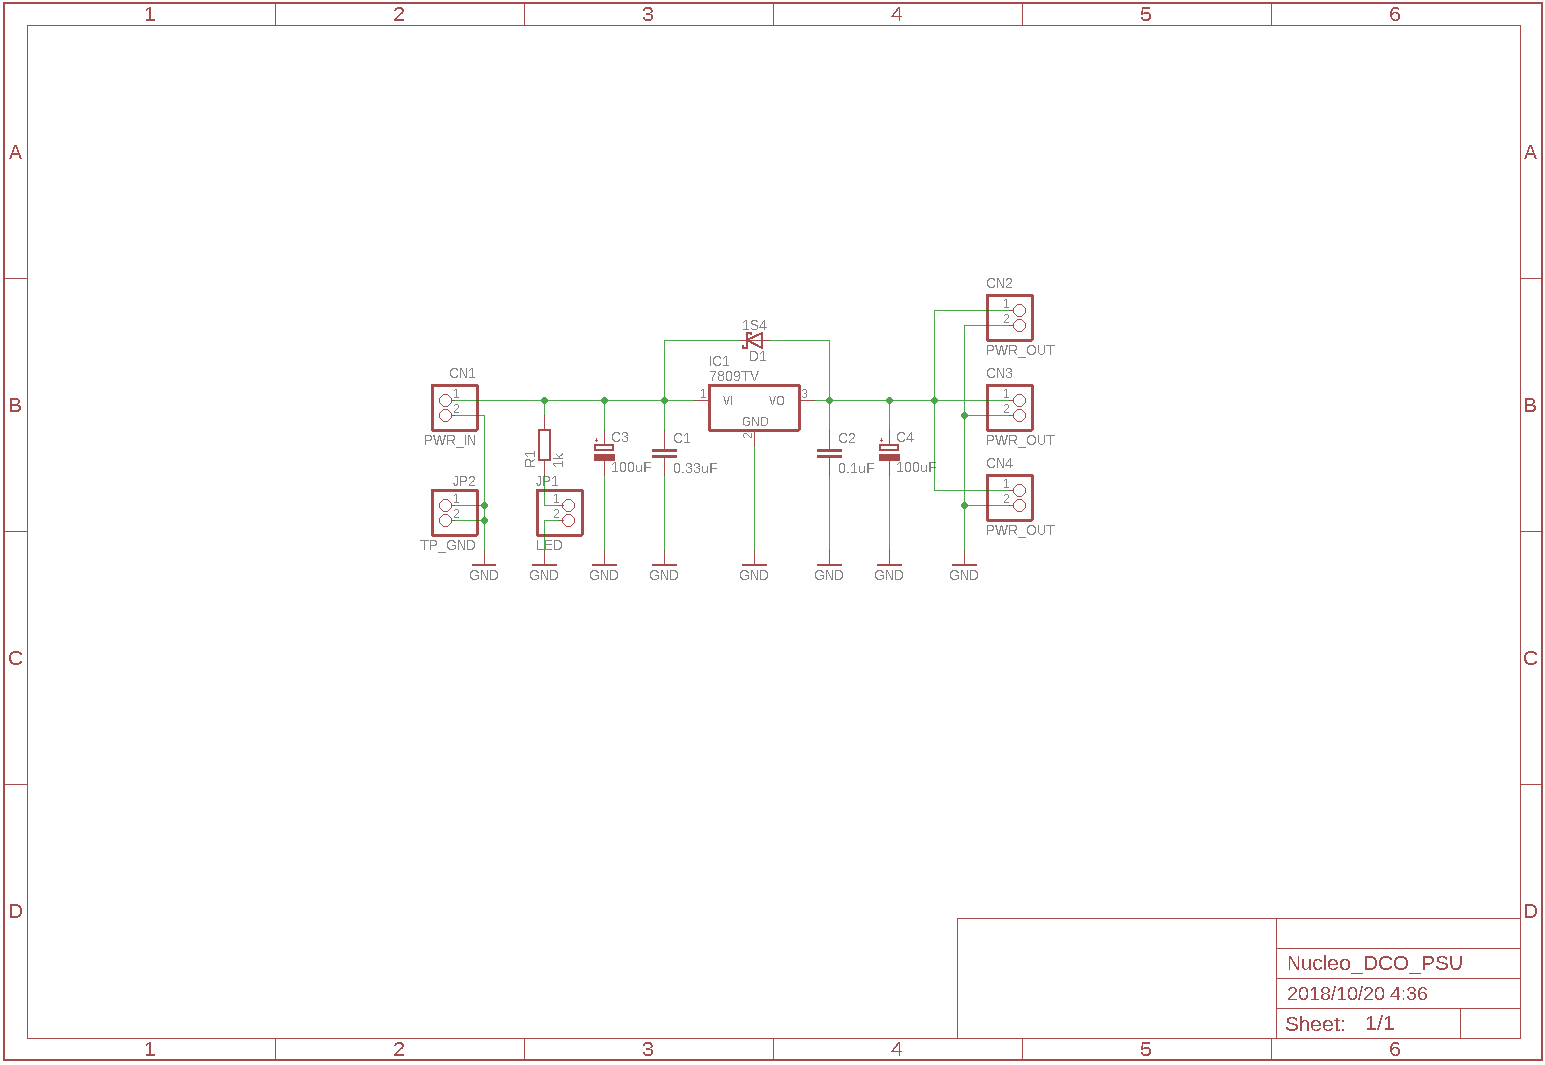 1 2 3 4 5 6
A A
B B
C C
D D
CN1
1
2
PWR_IN
JP2
1
2
TP_GND
GND
R1
1k
JP1
1
2
LED
GND
C3
100uF
GND
C1
0.33uF
GND
1S4
D1
IC1
7809TV
1 VI VO 3
GND
2
GND
C2
0.1uF
GND
C4
100uF
GND
CN2
1
2
PWR_OUT
CN3
1
2
PWR_OUT
CN4
1
2
PWR_OUT
GND
Nucleo_DCO_PSU
2018/10/20 4:36
Sheet: 1/1
1 2 3 4 5 6